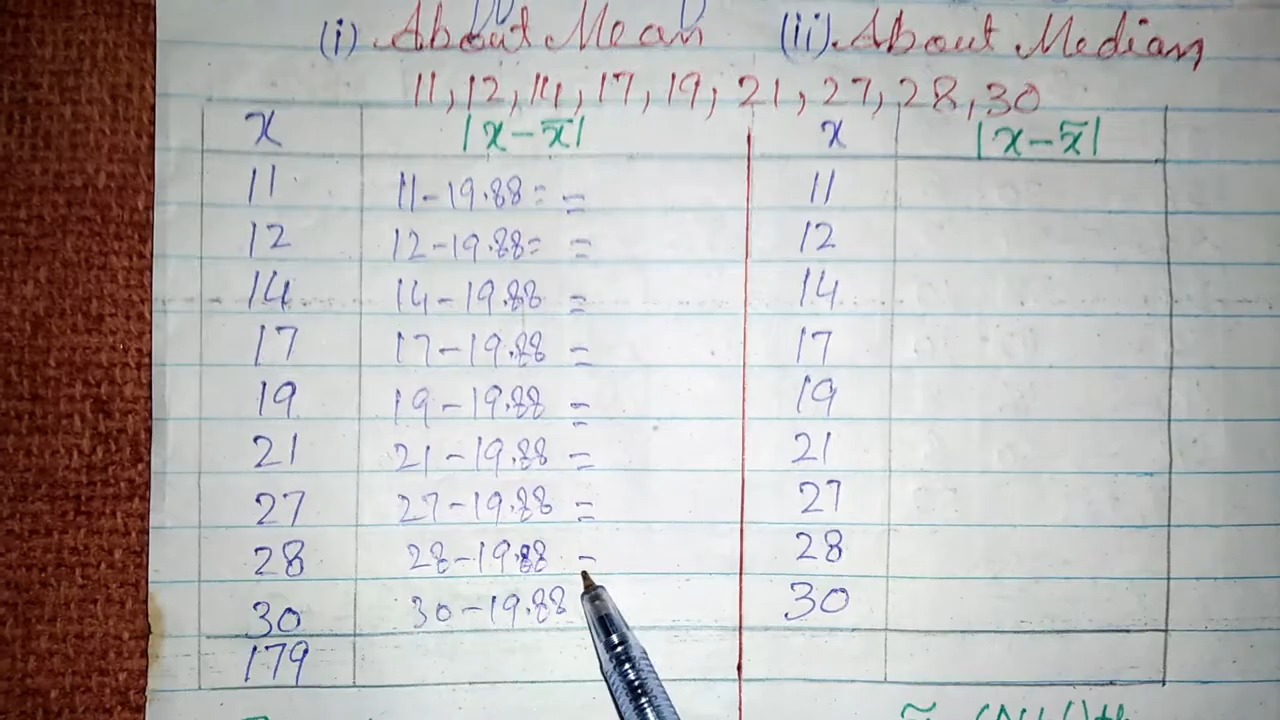 (i). About Mean (ii). About Median
11, 12, 14, 17, 19, 21, 27, 28, 30
x |x-x̄| x |x-x̃|
11 11-19.88= = 11
12 12-19.88= = 12
14 14-19.88 = 14
17 17-19.88 = 17
19 19-19.88 = 19
21 21-19.88 = 21
27 27-19.88 = 27
28 28-19.88 - 28
30 30-19.88 30
179